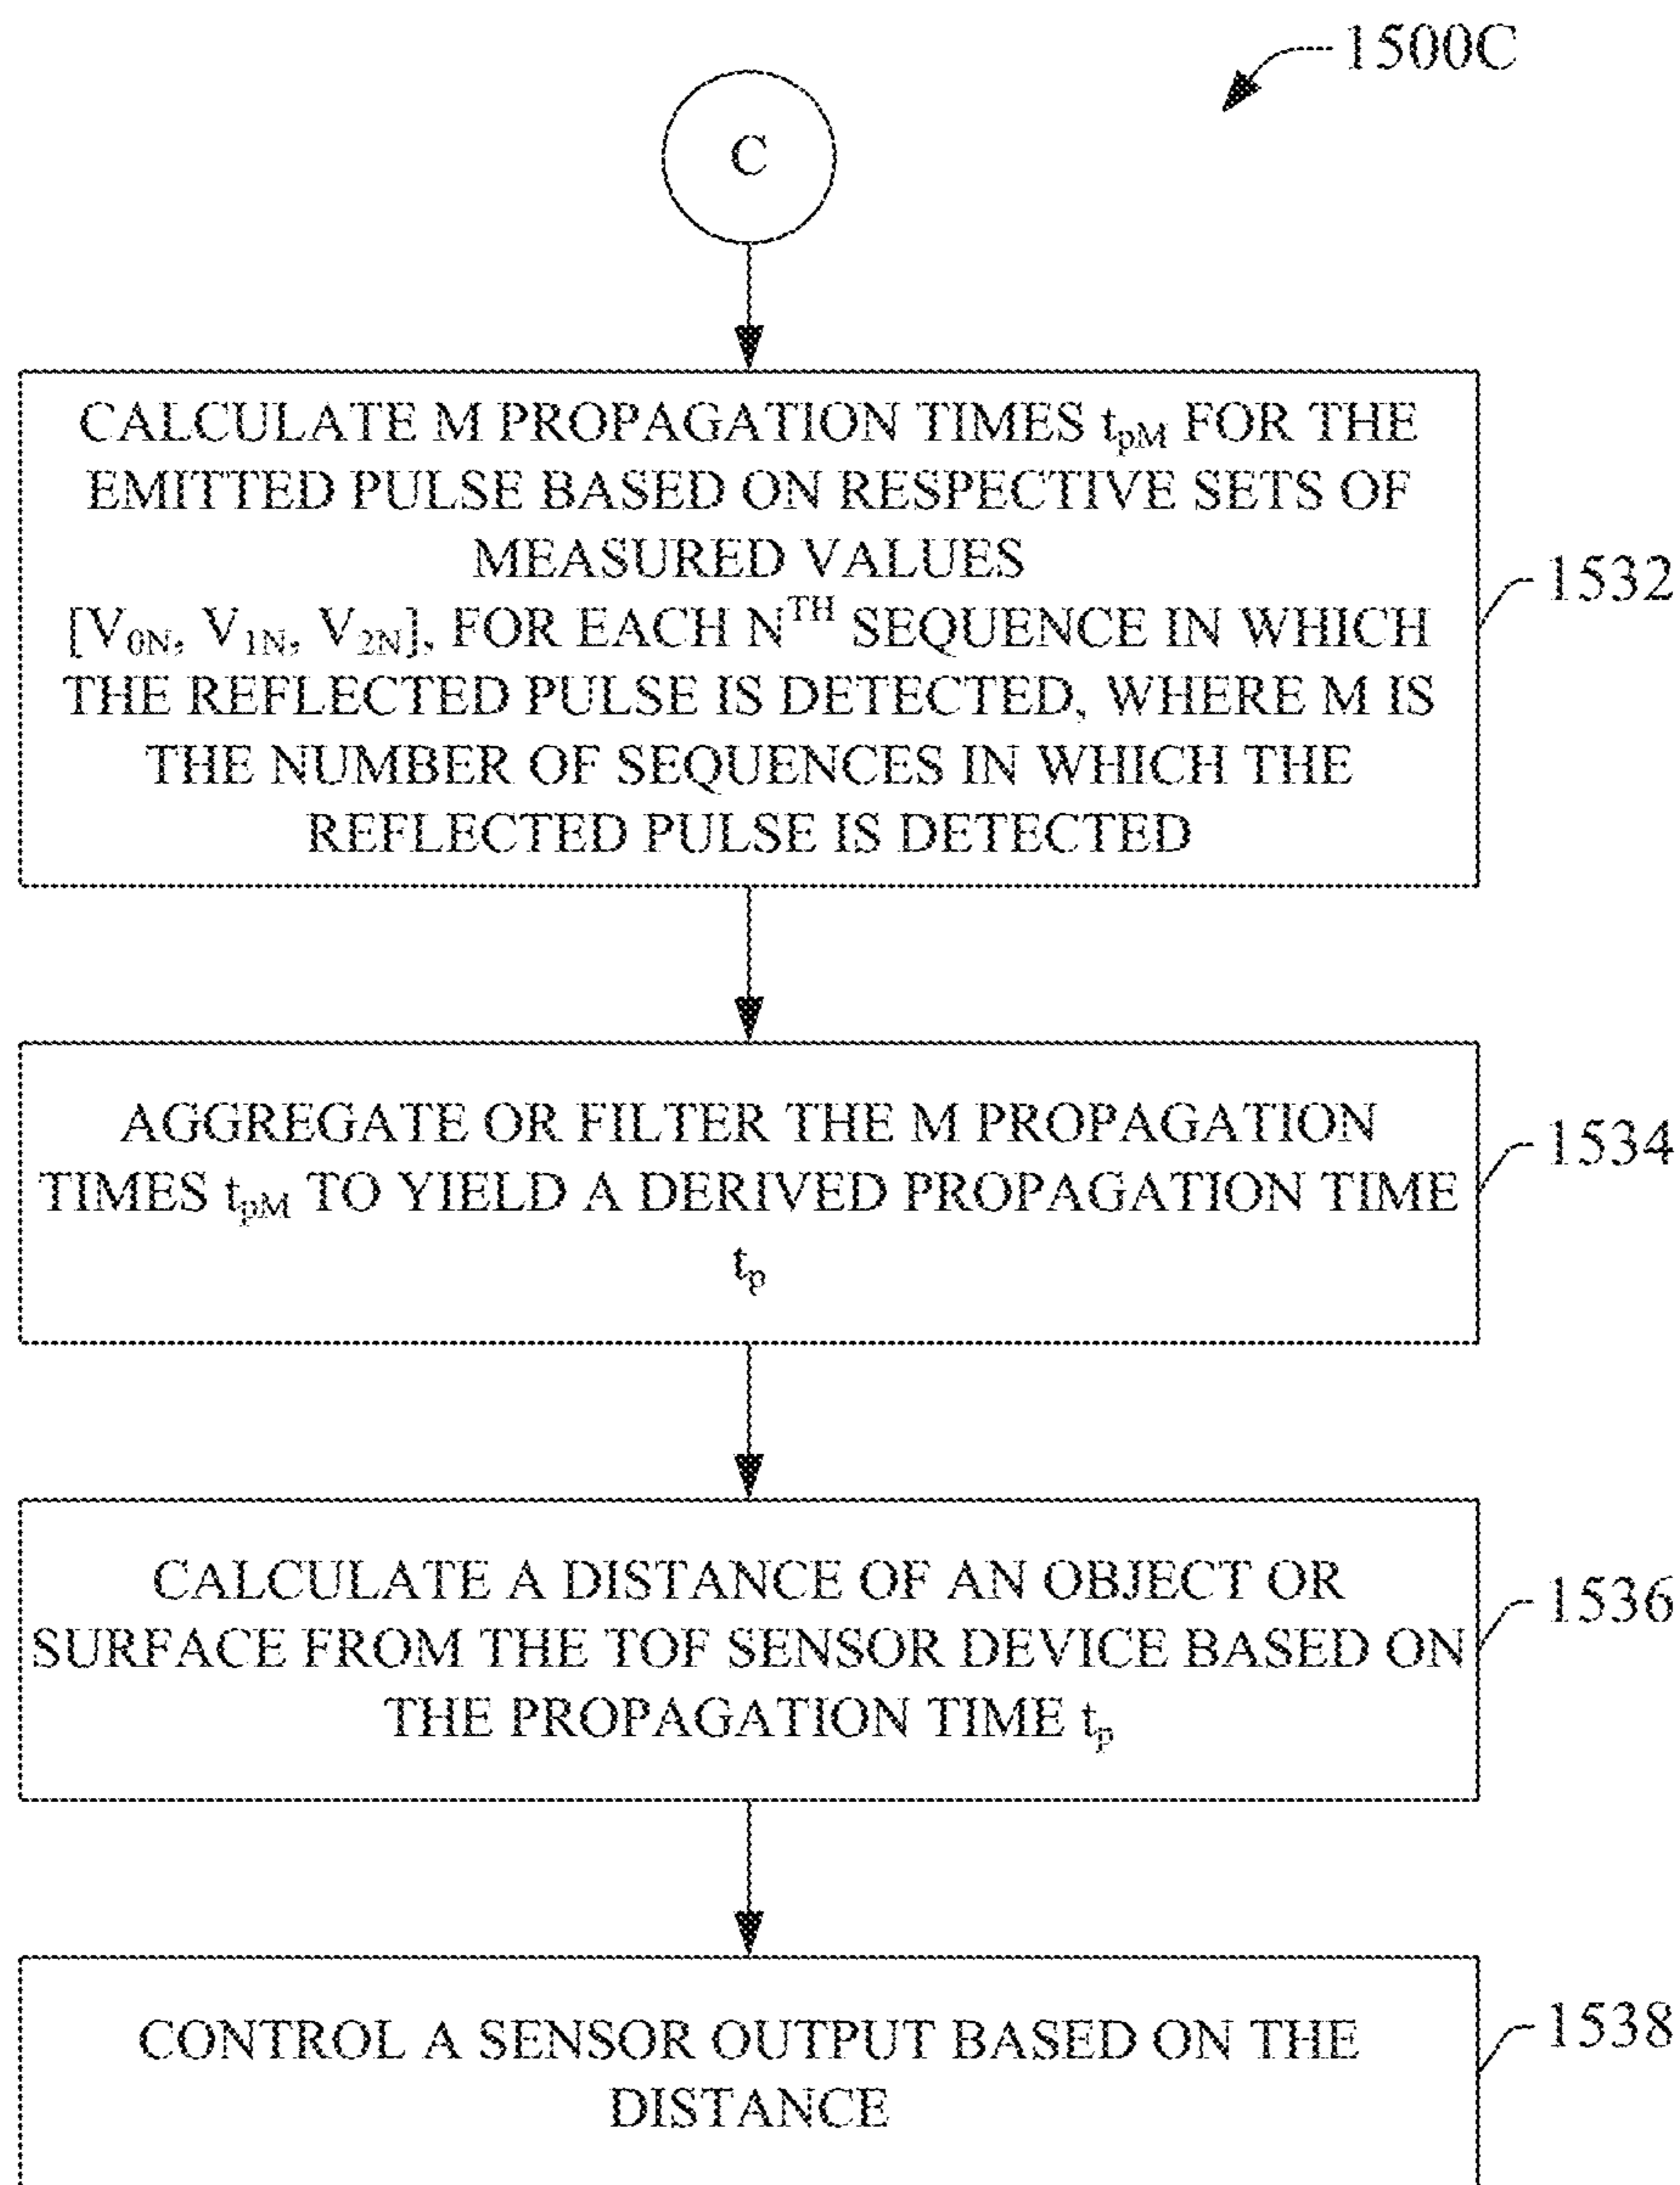 1500C
C
CALCULATE M PROPAGATION TIMES tpM FOR THE
EMITTED PULSE BASED ON RESPECTIVE SETS OF
MEASURED VALUES
[V0N, V1N, V2N], FOR EACH NTH SEQUENCE IN WHICH
THE REFLECTED PULSE IS DETECTED, WHERE M IS
THE NUMBER OF SEQUENCES IN WHICH THE
REFLECTED PULSE IS DETECTED
1532
AGGREGATE OR FILTER THE M PROPAGATION
TIMES tpM TO YIELD A DERIVED PROPAGATION TIME
tp
1534
CALCULATE A DISTANCE OF AN OBJECT OR
SURFACE FROM THE TOF SENSOR DEVICE BASED ON
THE PROPAGATION TIME tp
1536
CONTROL A SENSOR OUTPUT BASED ON THE
DISTANCE
1538